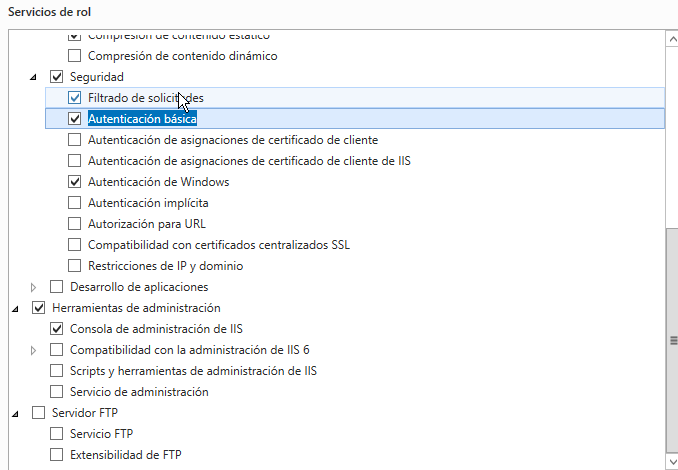 Servicios de rol
Compresión de contenido estático
Compresión de contenido dinámico
Seguridad
Filtrado de solicitudes
Autenticación básica
Autenticación de asignaciones de certificado de cliente
Autenticación de asignaciones de certificado de cliente de IIS
Autenticación de Windows
Autenticación implícita
Autorización para URL
Compatibilidad con certificados centralizados SSL
Restricciones de IP y dominio
Desarrollo de aplicaciones
Herramientas de administración
Consola de administración de IIS
Compatibilidad con la administración de IIS 6
Scripts y herramientas de administración de IIS
Servicio de administración
Servidor FTP
Servicio FTP
Extensibilidad de FTP